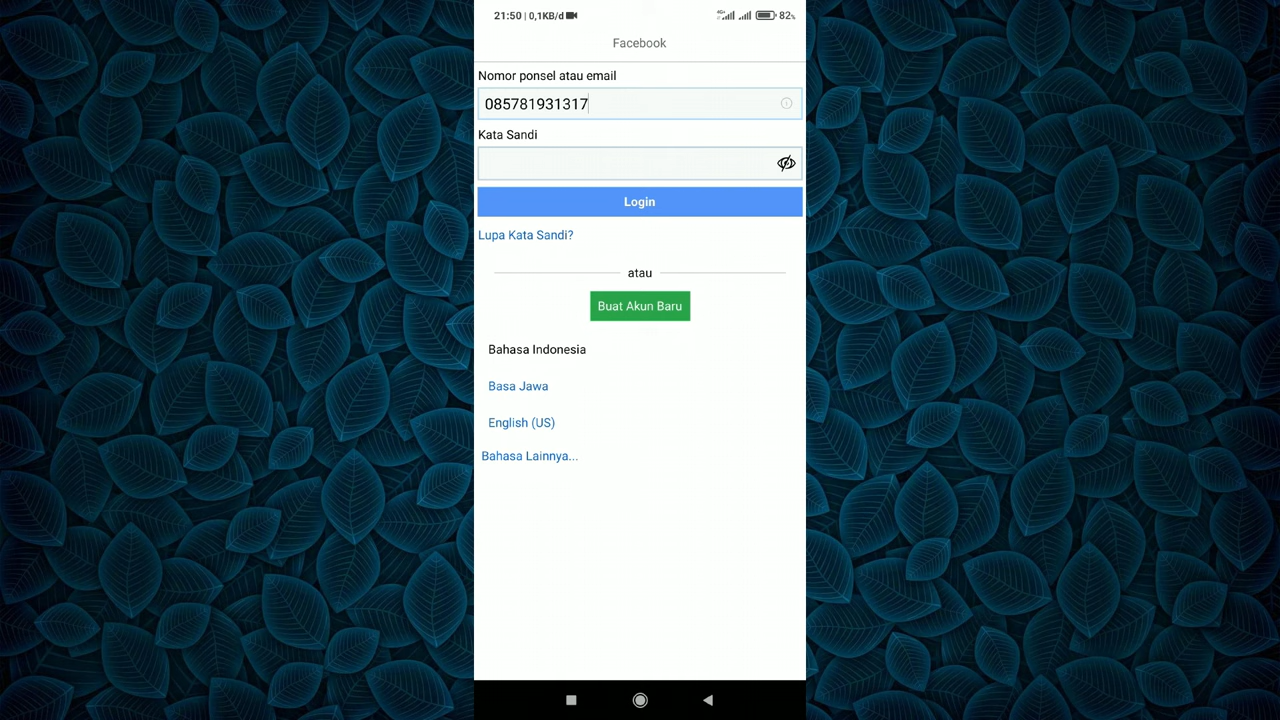 21:50 | 0,1KB/d 82%
Facebook
Nomor ponsel atau email
085781931317
Kata Sandi
Login
Lupa Kata Sandi?
atau
Buat Akun Baru
Bahasa Indonesia
Basa Jawa
English (US)
Bahasa Lainnya...